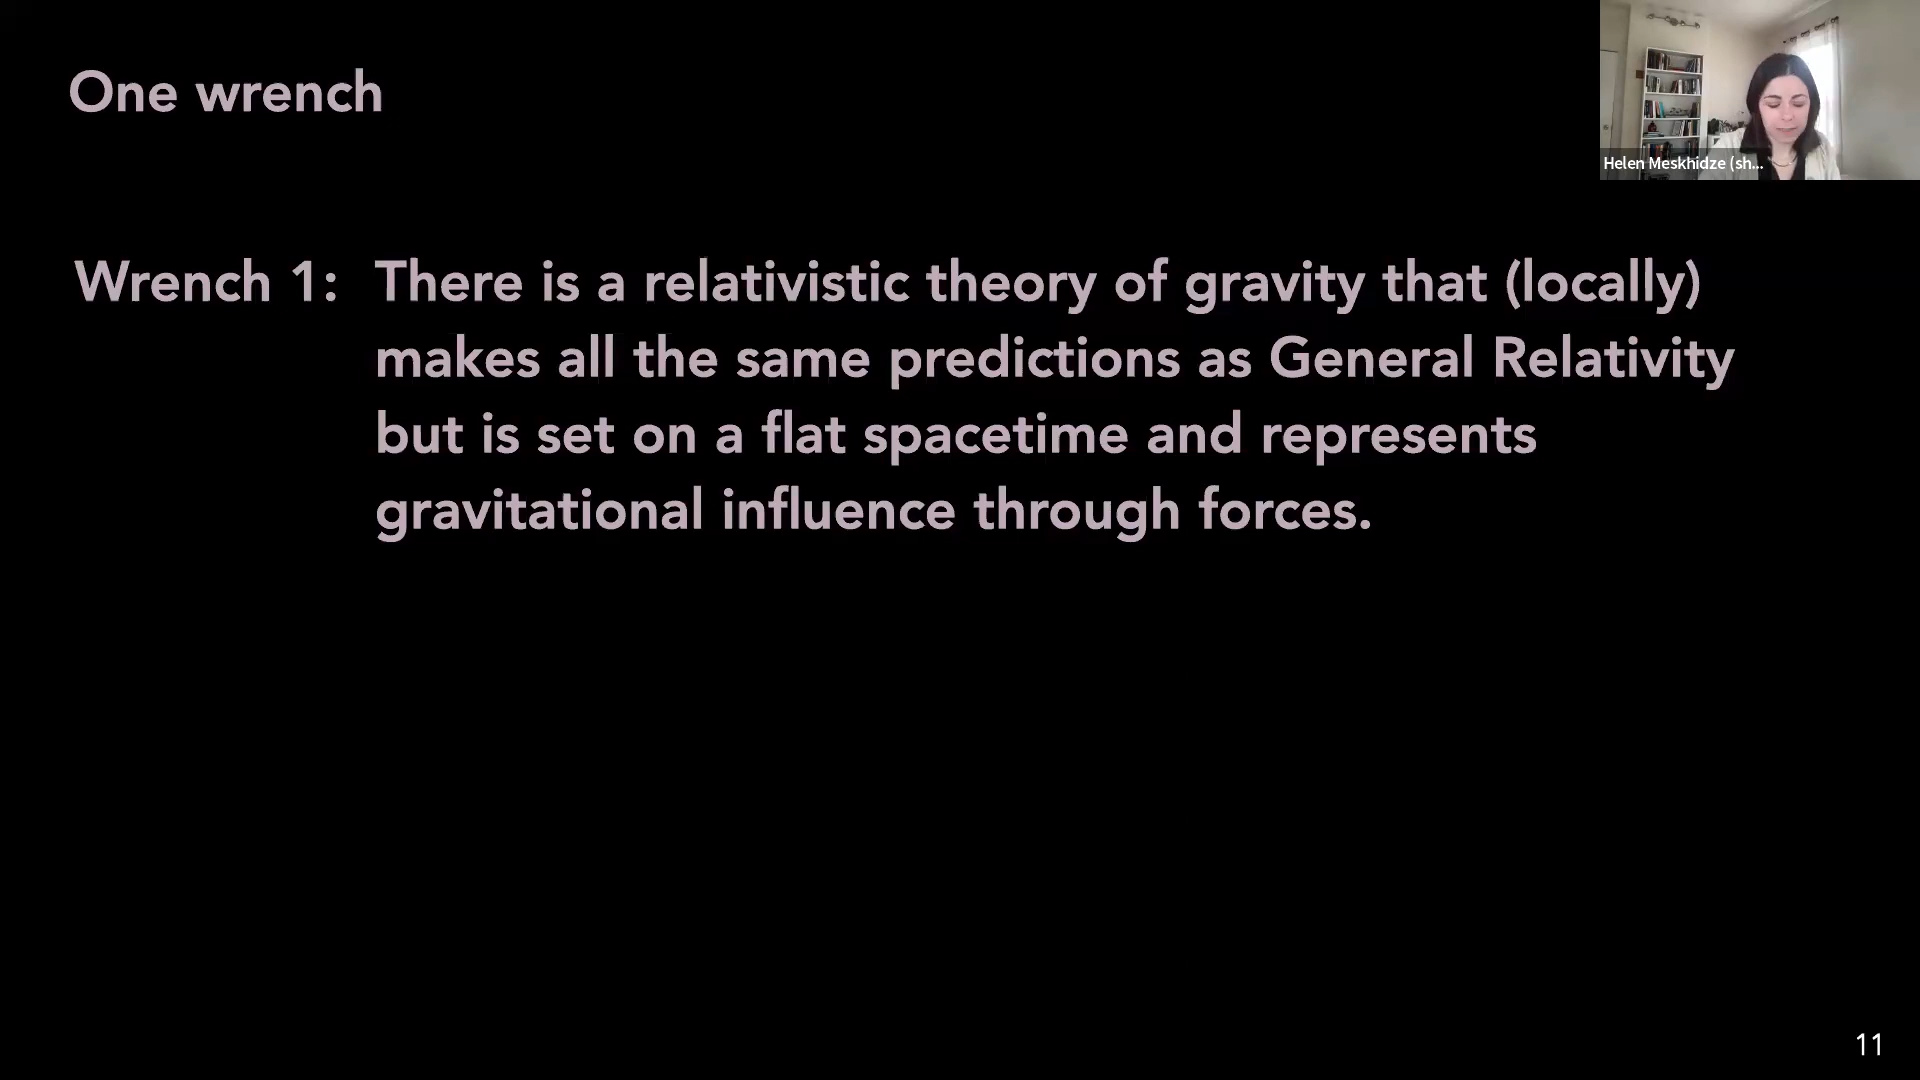 One wrench
Helen Meskhidze (sh...
Wrench 1: There is a relativistic theory of gravity that (locally)
makes all the same predictions as General Relativity
but is set on a flat spacetime and represents
gravitational influence through forces.
11